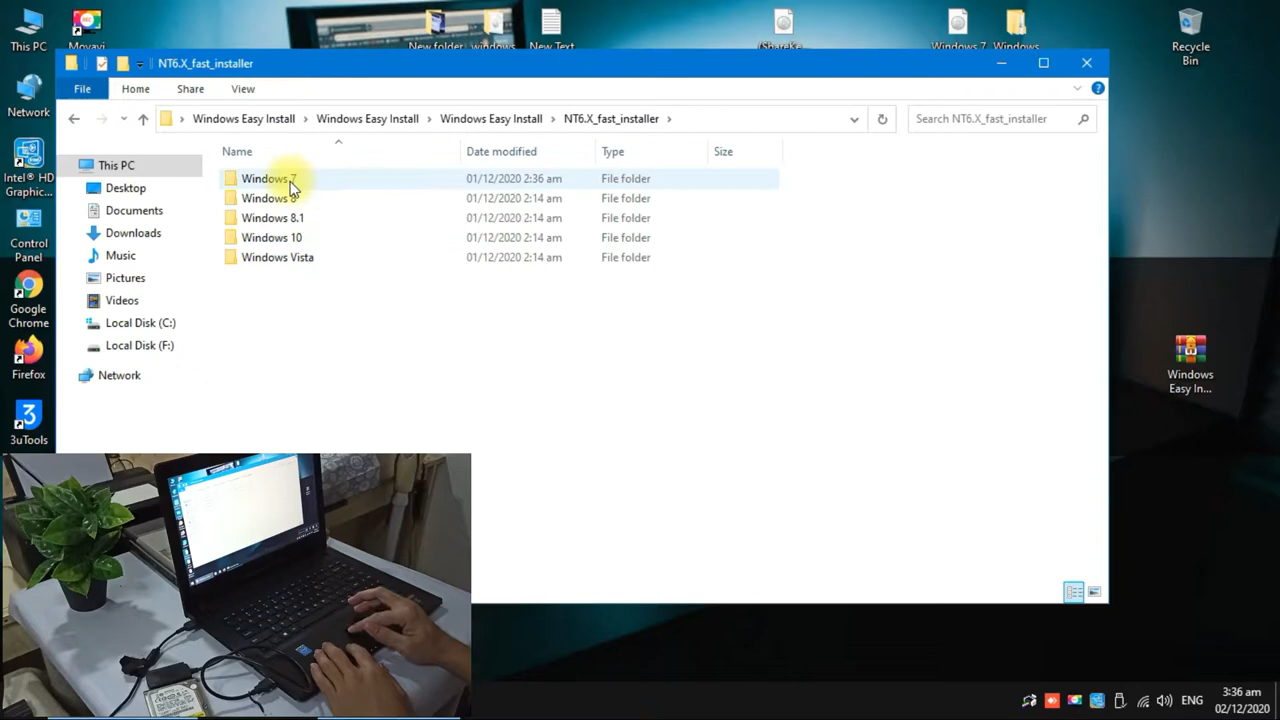 This PC
Movavi
New folder
windows
New Text
(ShareKe
Windows 7
Windows
Recycle
Bin
NT6.X_fast_installer
File
Home
Share
View
Windows Easy Install
Windows Easy Install
Windows Easy Install
NT6.X_fast_installer
Search NT6.X_fast_installer
Name
Date modified
Type
Size
Windows 7
01/12/2020 2:36 am
File folder
Windows 8
01/12/2020 2:14 am
File folder
Windows 8.1
01/12/2020 2:14 am
File folder
Windows 10
01/12/2020 2:14 am
File folder
Windows Vista
01/12/2020 2:14 am
File folder
This PC
Desktop
Documents
Downloads
Music
Pictures
Videos
Local Disk (C:)
Local Disk (F:)
Network
Network
Intel® HD
Graphic...
Control
Panel
Google
Chrome
Firefox
3uTools
Windows
Easy In...
ENG
3:36 am
02/12/2020